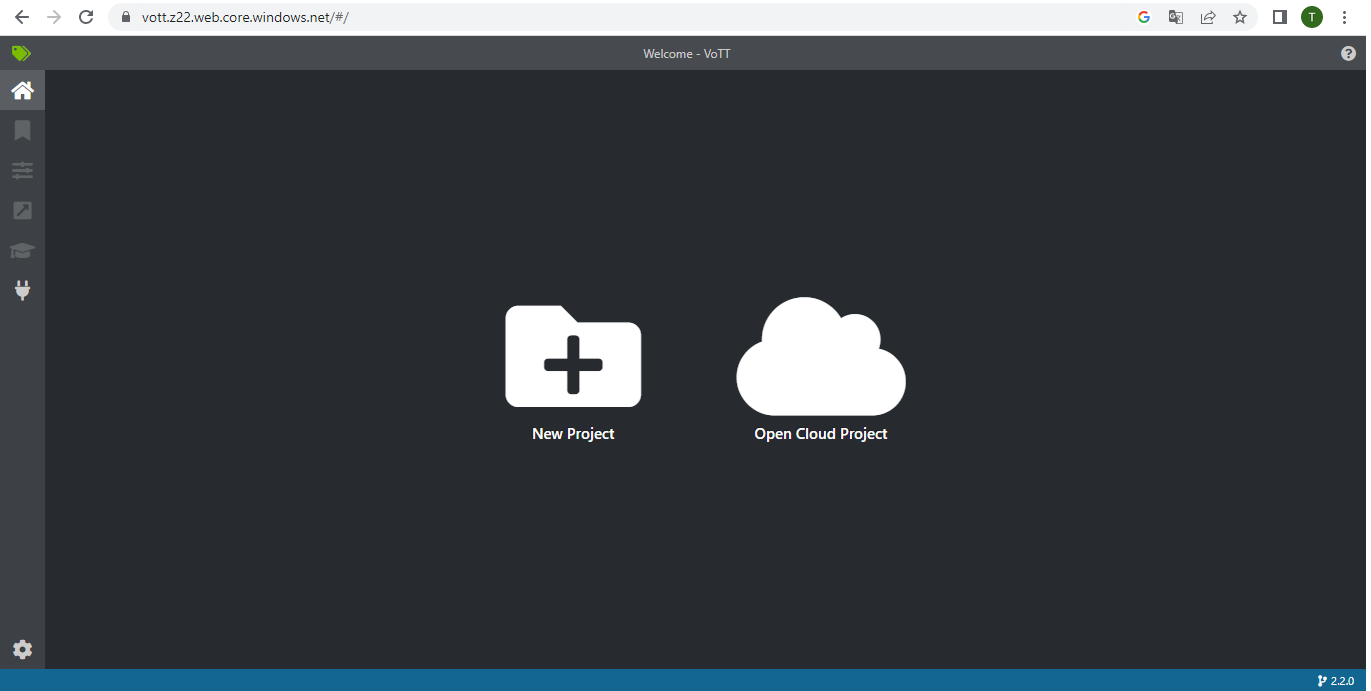 vott.z22.web.core.windows.net/#/
T
Welcome - VoTT
?
New Project
Open Cloud Project
2.2.0